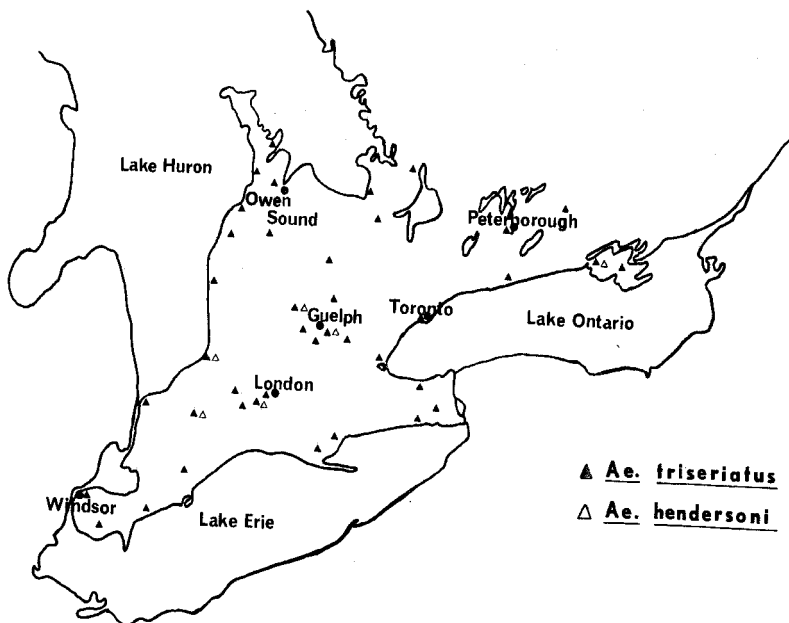 Lake Huron
Owen
Sound
Peterborough
Guelph
Toronto
Lake Ontario
London
Windsor
Lake Erie
Ae. triseriatus
Ae. hendersoni